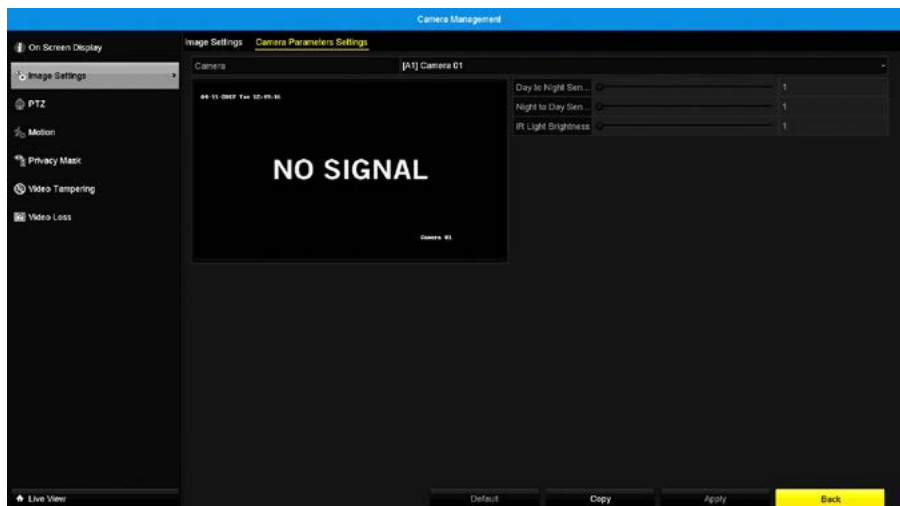 Camera Management
On Screen Display
Image Settings
PTZ
Motion
Privacy Mask
Video Tampering
Video Loss
Live View
Image Settings Camera Parameters Settings
Camera [A1] Camera 01
NO SIGNAL
Camera 01
Day to Night Sen... 1
Night to Day Sen... 1
IR Light Brightness 1
Default Copy Apply Back